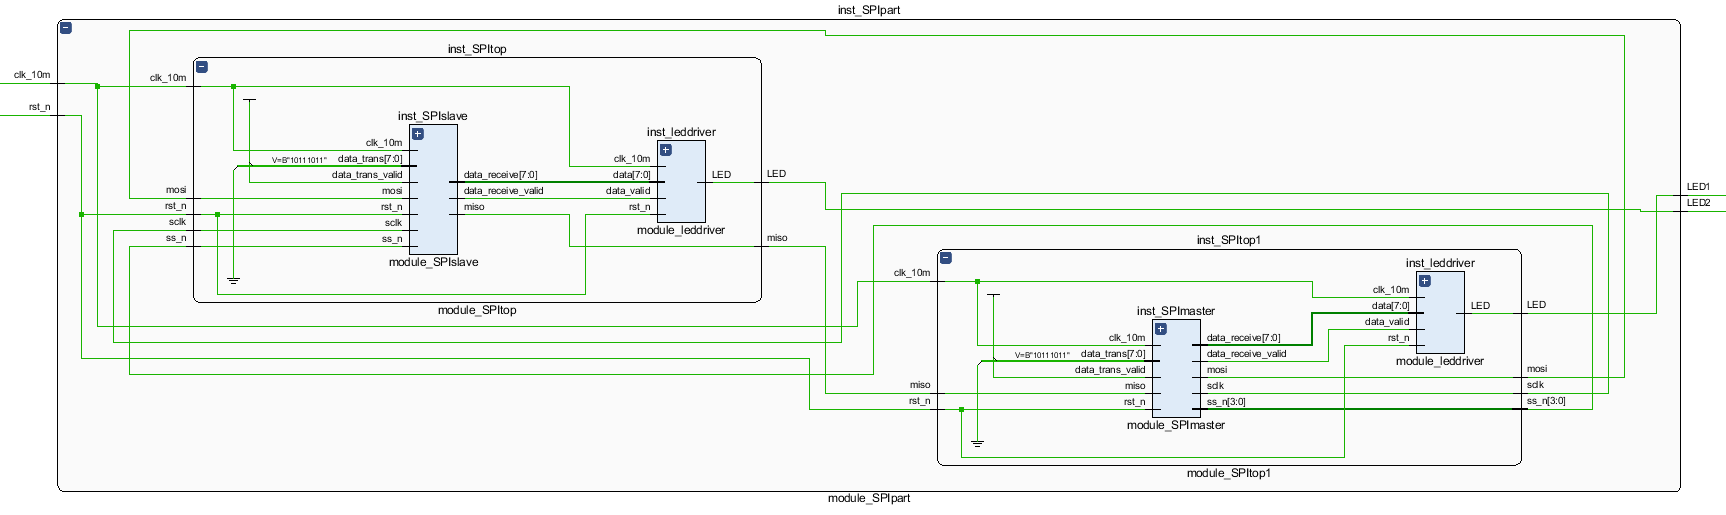 inst_SPIpart
clk_10m
rst_n
inst_SPItop
clk_10m
mosi
rst_n
sclk
ss_n
inst_SPIslave
clk_10m
V=B"10111011" data_trans[7:0]
data_trans_valid
mosi
rst_n
sclk
ss_n
data_receive[7:0]
data_receive_valid
miso
module_SPIslave
inst_leddriver
clk_10m
data[7:0]
data_valid
rst_n
LED
module_leddriver
LED
miso
module_SPItop
LED1
LED2
inst_SPItop1
clk_10m
miso
rst_n
inst_SPImaster
clk_10m
V=B"10111011" data_trans[7:0]
data_trans_valid
miso
rst_n
data_receive[7:0]
data_receive_valid
mosi
sclk
ss_n[3:0]
module_SPImaster
inst_leddriver
clk_10m
data[7:0]
data_valid
rst_n
LED
module_leddriver
LED
mosi
sclk
ss_n[3:0]
module_SPItop1
module_SPIpart